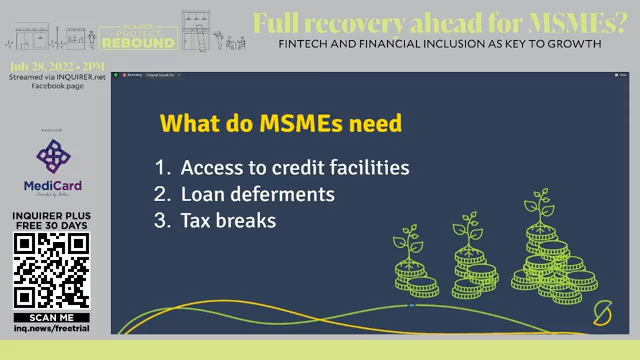 INQUIRER
PROJECT
REBOUND
Full recovery ahead for MSMEs?
FINTECH AND FINANCIAL INCLUSION AS KEY TO GROWTH
July 28, 2022 • 2PM
Streamed via INQUIRER.net
Facebook page
MediCard
INQUIRER PLUS
FREE 30 DAYS
SCAN ME
inq.news/freetrial
What do MSMEs need
1. Access to credit facilities
2. Loan deferments
3. Tax breaks